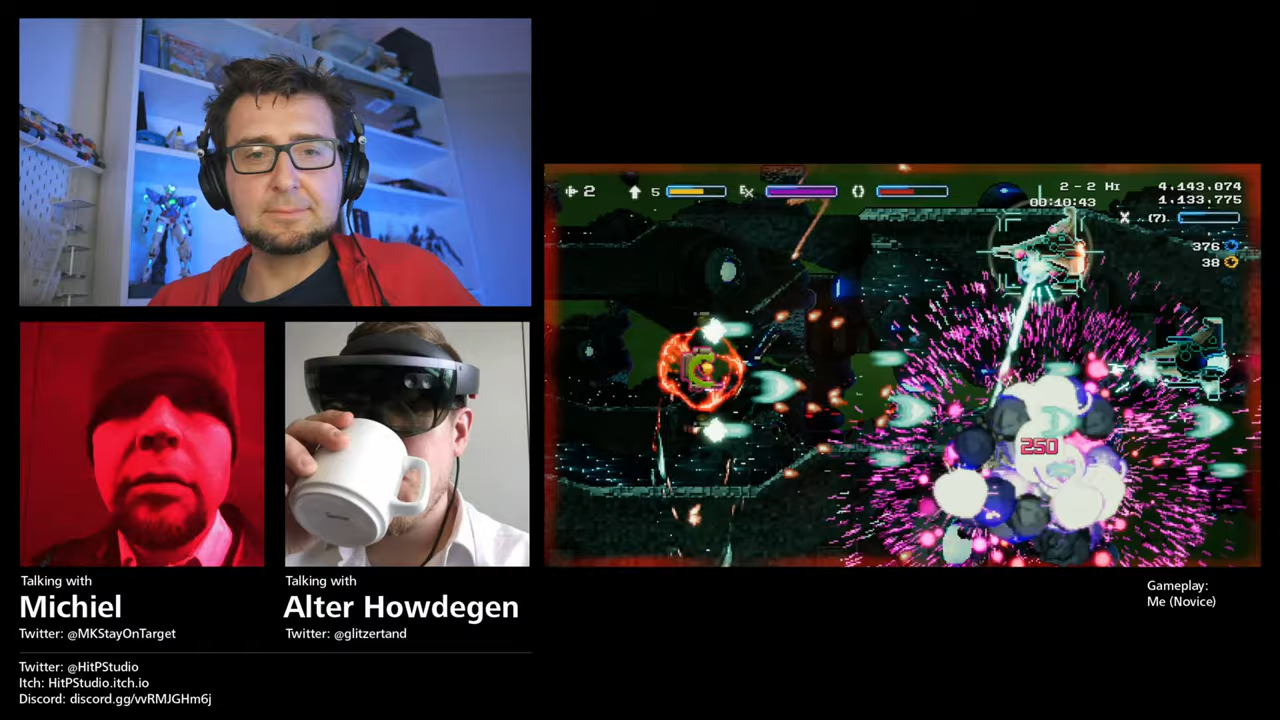 2
5
EX
2-2 HI
4.143.074
00:10:43
1.133.775
X (7)
376
38
250
Talking with
Michiel
Twitter: @MKStayOnTarget
Talking with
Alter Howdegen
Twitter: @glitzertand
Gameplay:
Me (Novice)
Twitter: @HitPStudio
Itch: HitPStudio.itch.io
Discord: discord.gg/vvRMJGHm6j